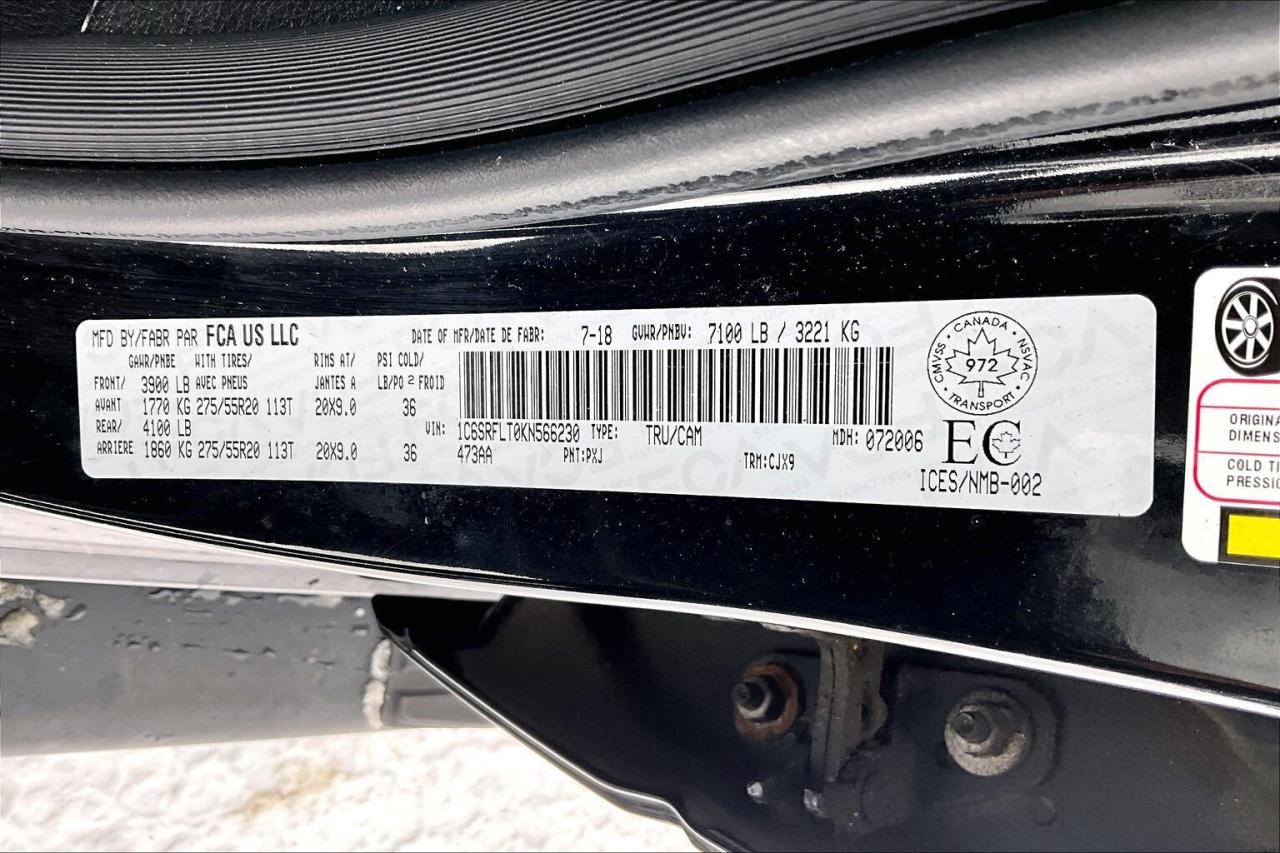 MFD BY/FABR PAR FCA US LLC DATE OF MFR/DATE DE FABR: 7-18 GVWR/PNBV: 7100 LB / 3221 KG
GAWR/PNBE WITH TIRES/ RIMS AT/ PSI COLD/
FRONT/ 3900 LB AVEC PNEUS JANTES A LB/PO 2 FROID
AVANT 1770 KG 275/55R20 113T 20X9.0 36
REAR/ 4100 LB
ARRIERE 1860 KG 275/55R20 113T 20X9.0 36
VIN: 1C6SRFLT0KN566230 TYPE: TRU/CAM MDH: 072006
473AA PNT:PXJ TRM:CJX9
CANADA
CMVSS 972 NSVAC
TRANSPORT
EC
ICES/NMB-002
ORIGINA
DIMENS
COLD TI
PRESSIO